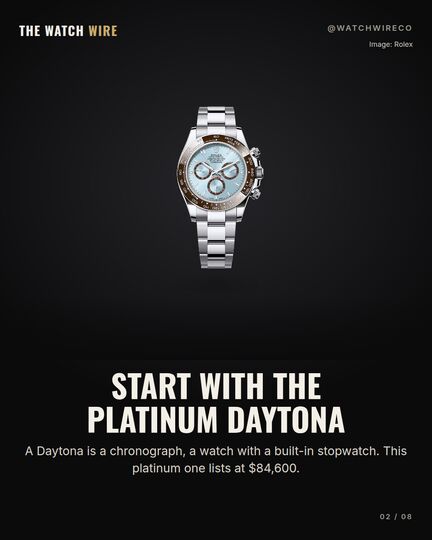 THE WATCH WIRE
@WATCHWIRECO
Image: Rolex
START WITH THE
PLATINUM DAYTONA
A Daytona is a chronograph, a watch with a built-in stopwatch. This
platinum one lists at $84,600.
02 / 08